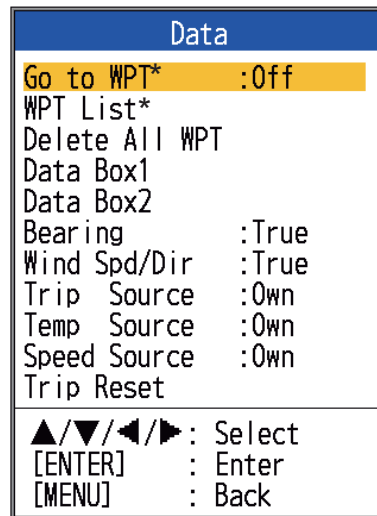 Data
Go to WPT* :Off
WPT List*
Delete All WPT
Data Box1
Data Box2
Bearing :True
Wind Spd/Dir :True
Trip Source :Own
Temp Source :Own
Speed Source :Own
Trip Reset
▲/▼/◀/▶: Select
[ENTER] : Enter
[MENU] : Back